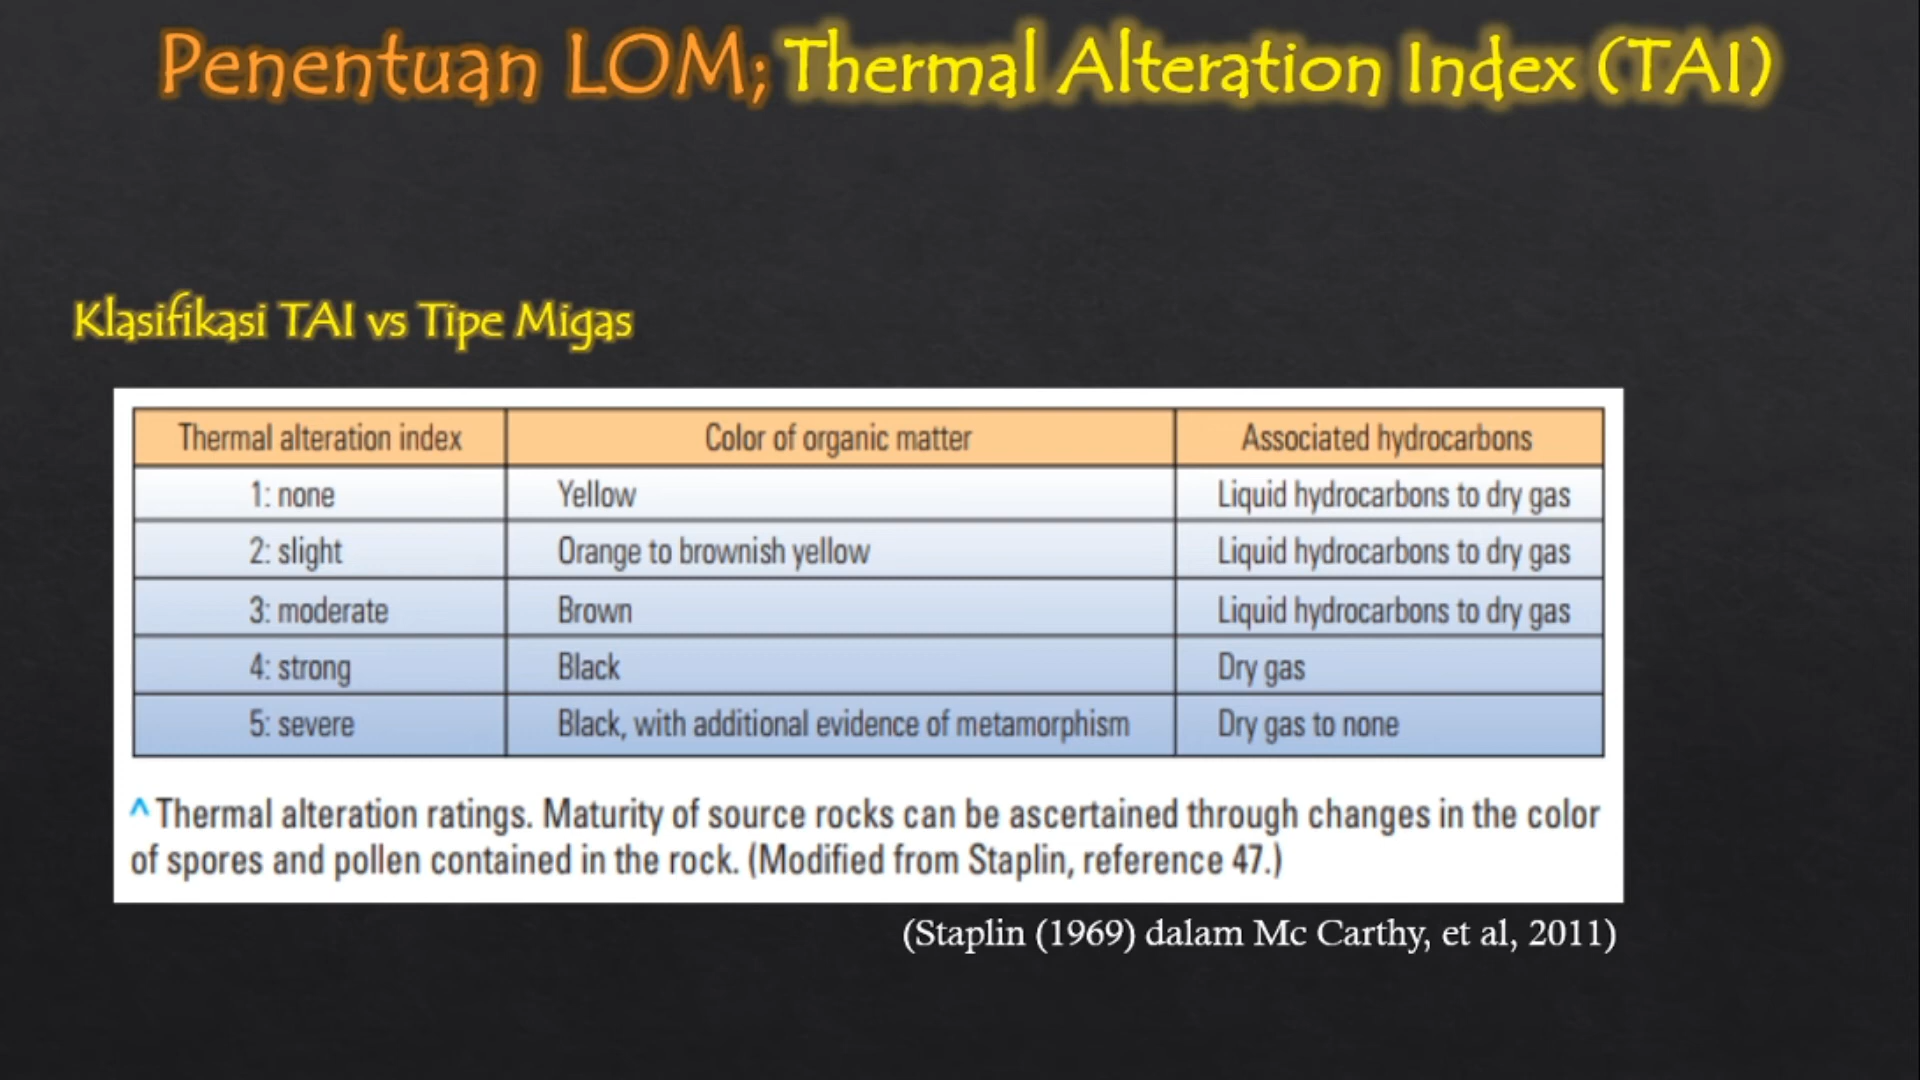 Penentuan LOM; Thermal Alteration Index (TAI)
Klasifikasi TAI vs Tipe Migas
Thermal alteration index Color of organic matter Associated hydrocarbons
1: none Yellow Liquid hydrocarbons to dry gas
2: slight Orange to brownish yellow Liquid hydrocarbons to dry gas
3: moderate Brown Liquid hydrocarbons to dry gas
4: strong Black Dry gas
5: severe Black, with additional evidence of metamorphism Dry gas to none
^ Thermal alteration ratings. Maturity of source rocks can be ascertained through changes in the color
of spores and pollen contained in the rock. (Modified from Staplin, reference 47.)
(Staplin (1969) dalam Mc Carthy, et al, 2011)